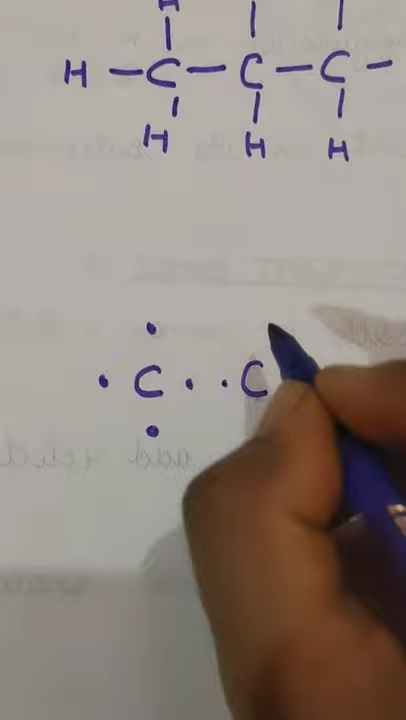 H
H — C — C — C —
H H H
· C · · C